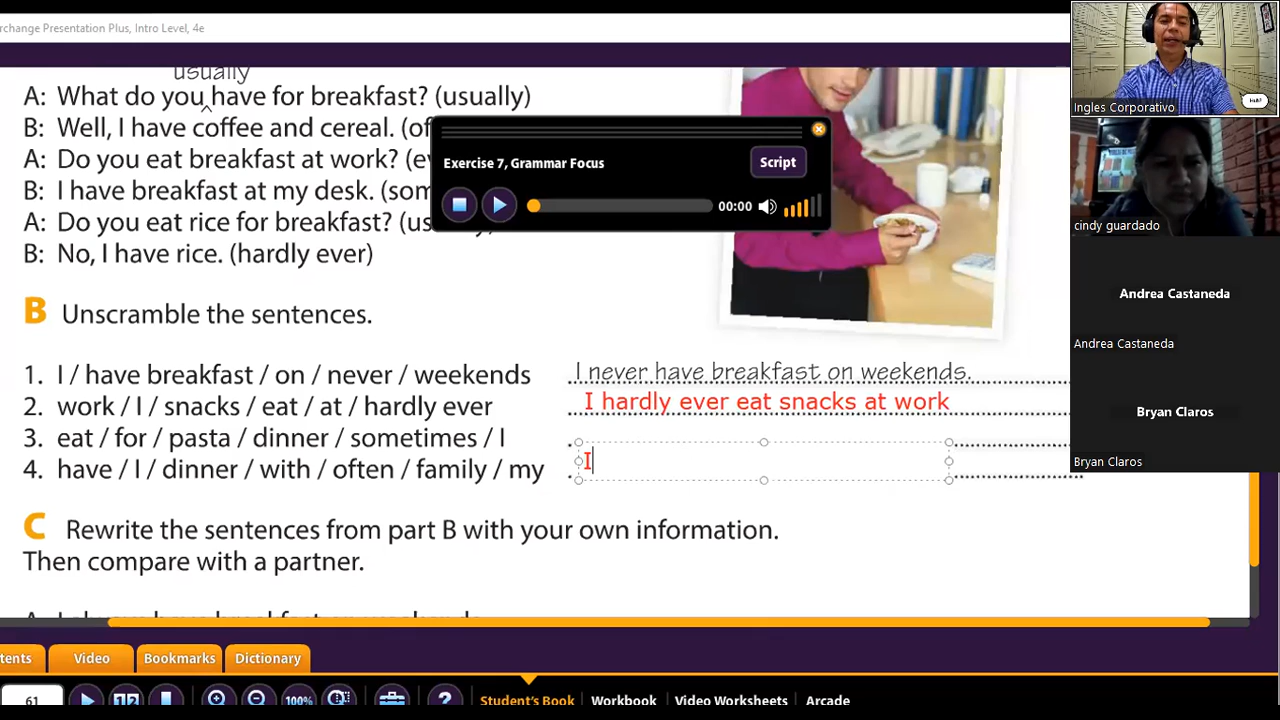 rchange Presentation Plus, Intro Level, 4e
usually
A: What do you have for breakfast? (usually)
^
B: Well, I have coffee and cereal. (of
A: Do you eat breakfast at work? (ev
B: I have breakfast at my desk. (som
A: Do you eat rice for breakfast? (us
B: No, I have rice. (hardly ever)
Exercise 7, Grammar Focus
Script
00:00
B Unscramble the sentences.
1. I / have breakfast / on / never / weekends
I never have breakfast on weekends.
2. work / I / snacks / eat / at / hardly ever
I hardly ever eat snacks at work
3. eat / for / pasta / dinner / sometimes / I
4. have / I / dinner / with / often / family / my
I
C Rewrite the sentences from part B with your own information.
Then compare with a partner.
tents
Video
Bookmarks
Dictionary
61
12
100%
?
Student's Book
Workbook
Video Worksheets
Arcade
Ingles Corporativo
cindy guardado
Andrea Castaneda
Andrea Castaneda
Bryan Claros
Bryan Claros